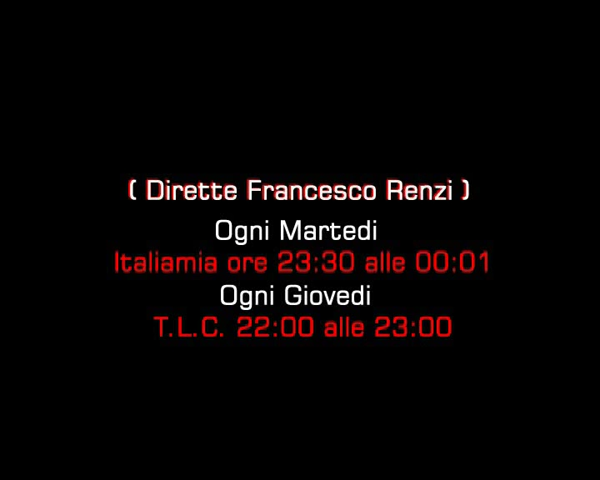 ( Dirette Francesco Renzi )
Ogni Martedi
Italiamia ore 23:30 alle 00:01
Ogni Giovedi
T.L.C. 22:00 alle 23:00